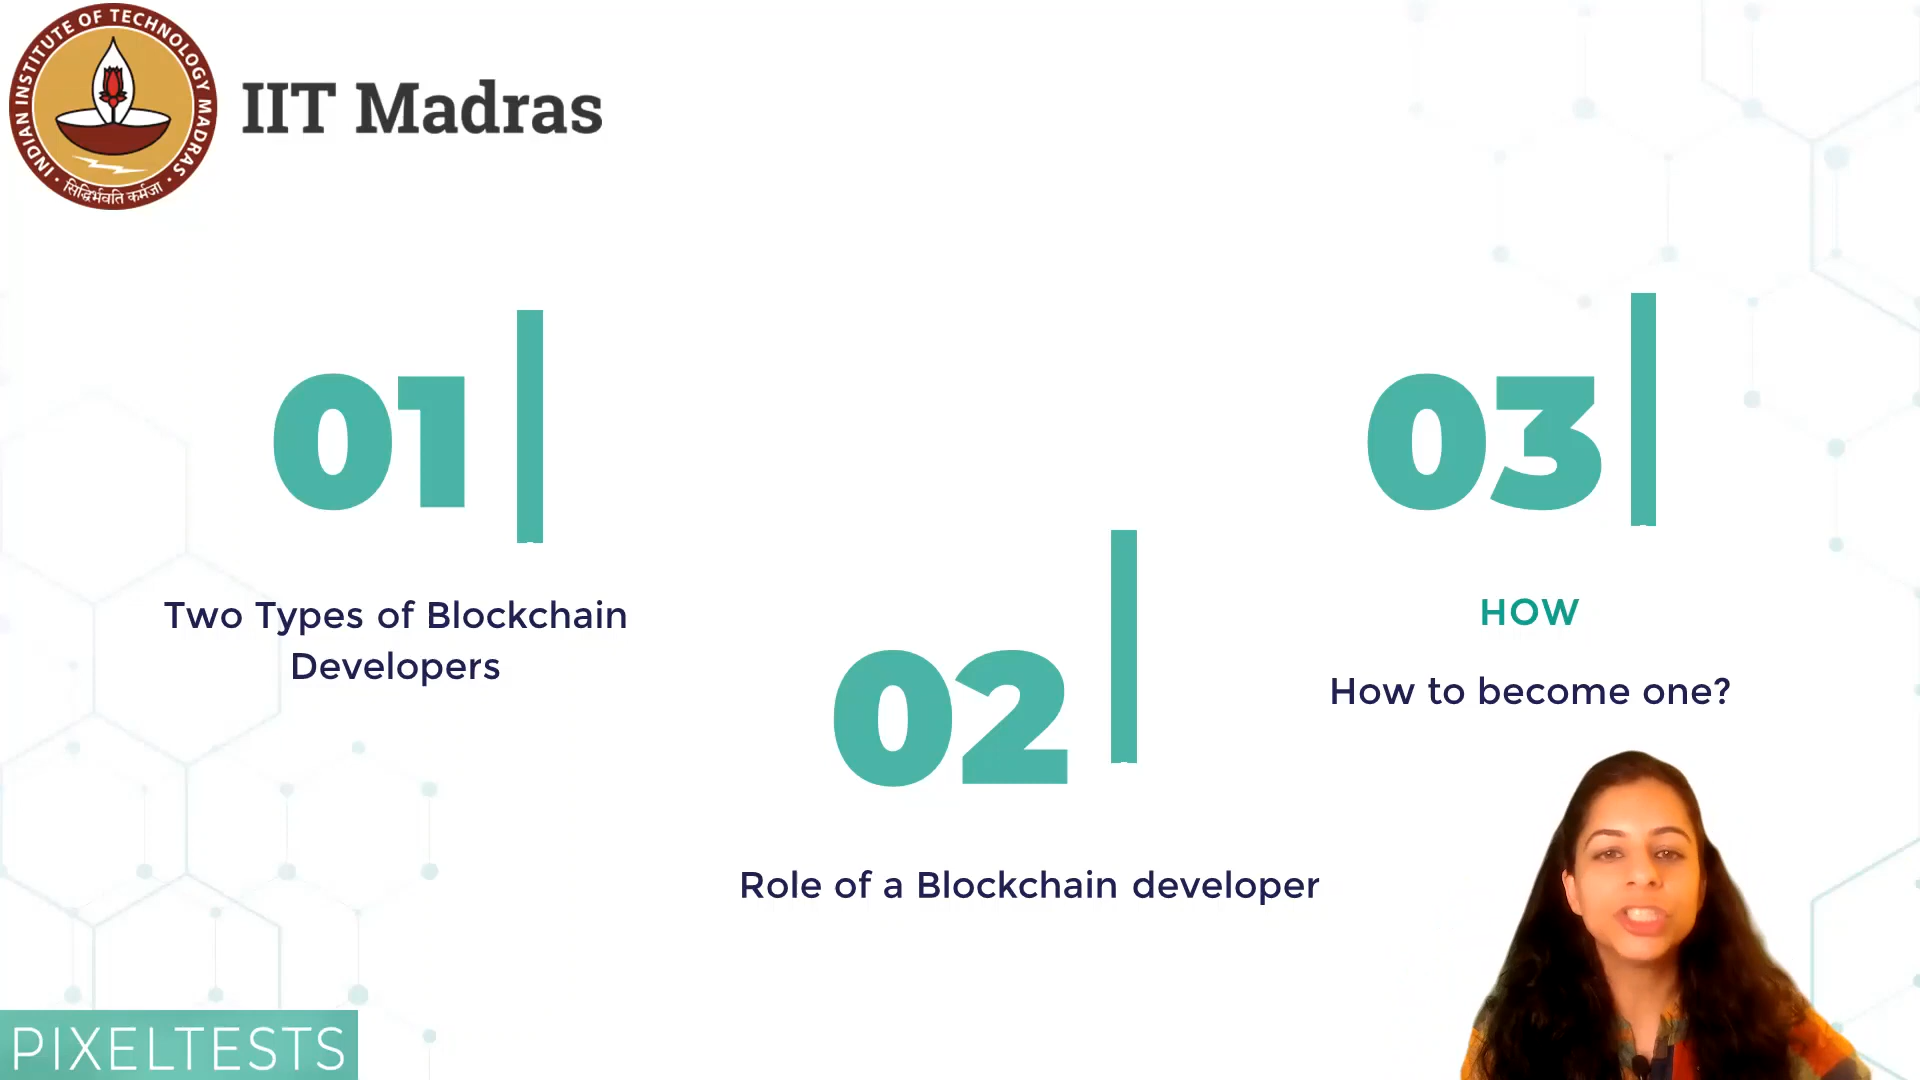 INDIAN INSTITUTE OF TECHNOLOGY MADRAS
सिद्धिर्भवति कर्मजा
IIT Madras
01
Two Types of Blockchain
Developers
02
Role of a Blockchain developer
03
HOW
How to become one?
PIXELTESTS